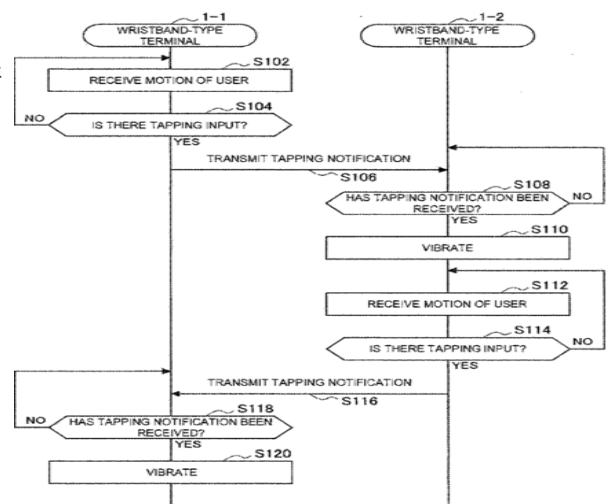 1-1
WRISTBAND-TYPE
TERMINAL
1-2
WRISTBAND-TYPE
TERMINAL
S102
RECEIVE MOTION OF USER
S104
NO
IS THERE TAPPING INPUT?
YES
TRANSMIT TAPPING NOTIFICATION
S106
S108
HAS TAPPING NOTIFICATION BEEN
RECEIVED?
NO
YES
S110
VIBRATE
S112
RECEIVE MOTION OF USER
S114
IS THERE TAPPING INPUT?
NO
YES
TRANSMIT TAPPING NOTIFICATION
S116
S118
NO
HAS TAPPING NOTIFICATION BEEN
RECEIVED?
YES
S120
VIBRATE